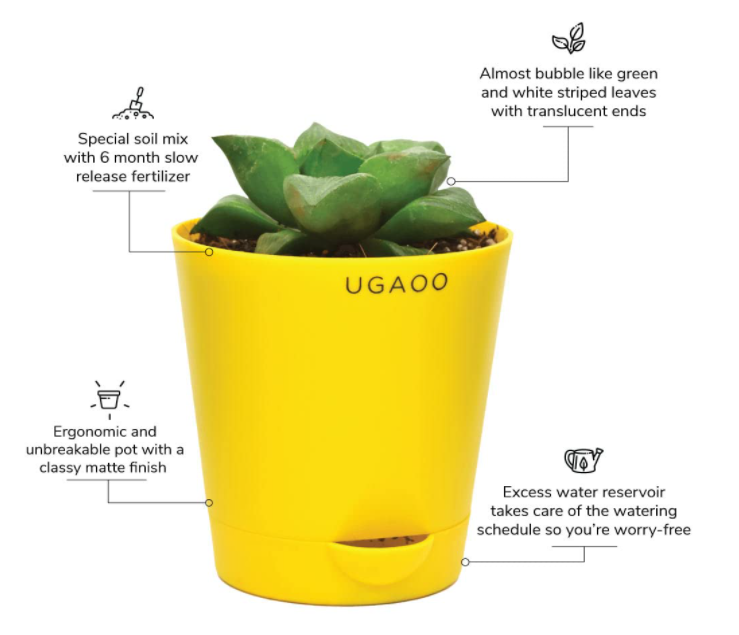 Almost bubble like green
and white striped leaves
with translucent ends
Special soil mix
with 6 month slow
release fertilizer
UGAOO
Ergonomic and
unbreakable pot with a
classy matte finish
Excess water reservoir
takes care of the watering
schedule so you're worry-free